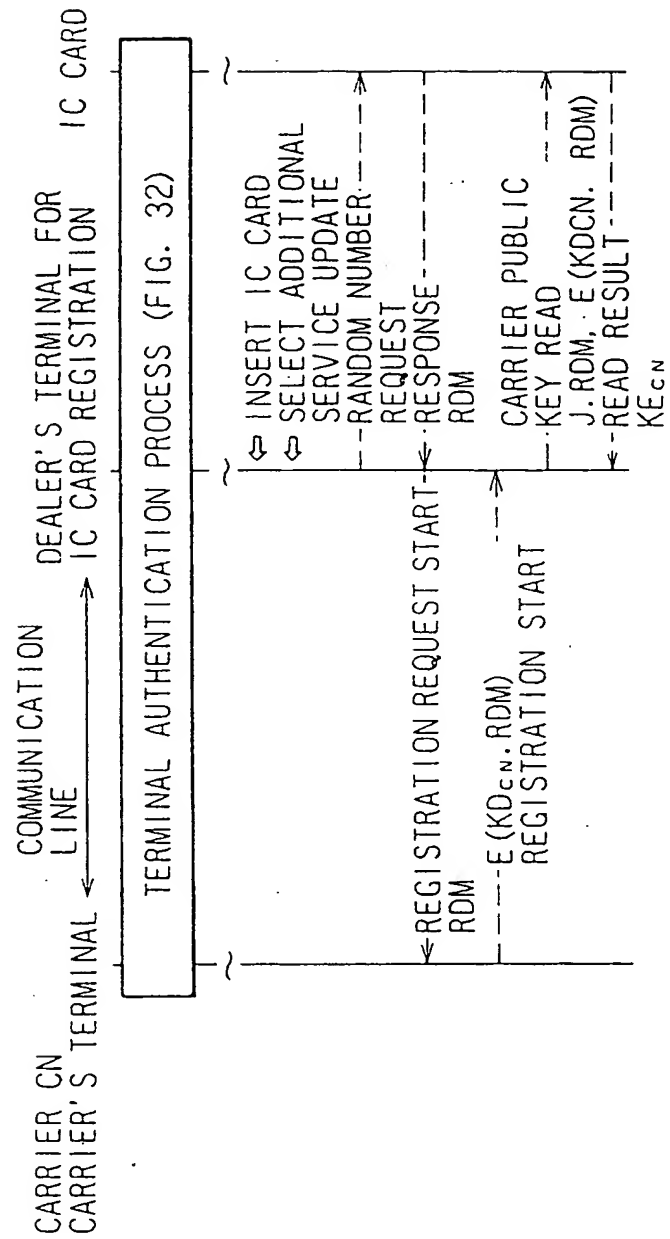 CARRIER CN
CARRIER'S TERMINAL
COMMUNICATION
LINE
DEALER'S TERMINAL FOR
IC CARD REGISTRATION
IC CARD
TERMINAL AUTHENTICATION PROCESS (FIG. 32)
INSERT IC CARD
SELECT ADDITIONAL
SERVICE UPDATE
RANDOM NUMBER
REQUEST
RESPONSE
RDM
REGISTRATION REQUEST START
RDM
E(KDCN.RDM)
REGISTRATION START
CARRIER PUBLIC
KEY READ
J.RDM, E(KDCN. RDM)
READ RESULT
KECN